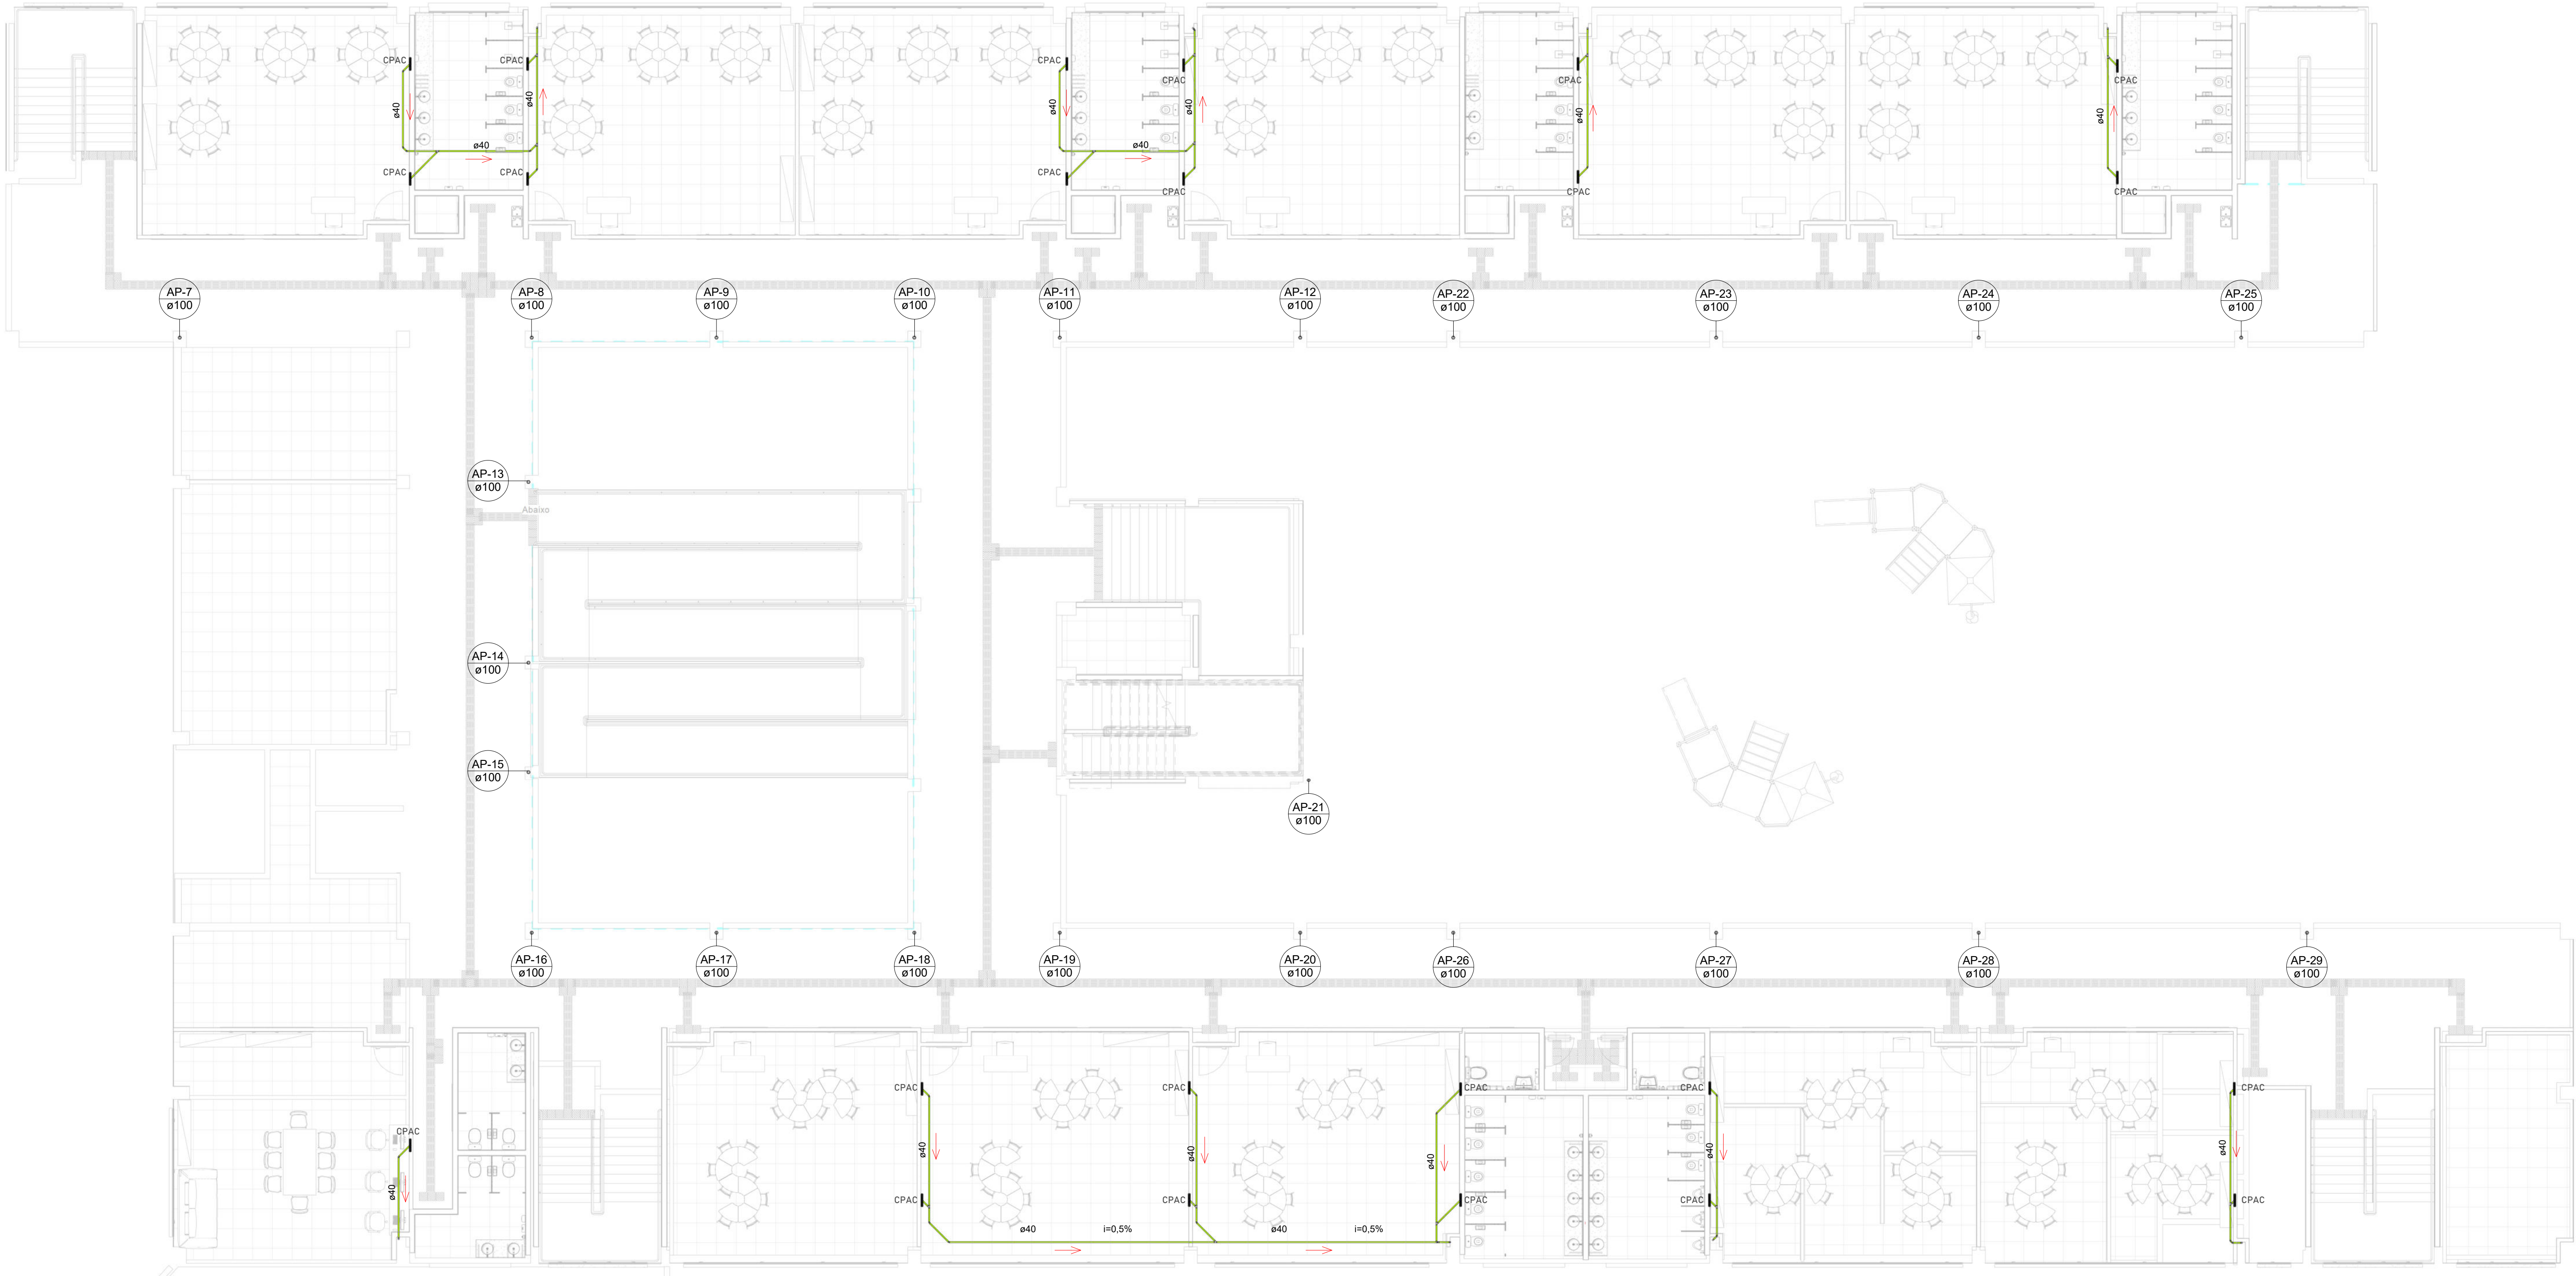 CPAC
CPAC
CPAC
CPAC
CPAC
CPAC
ø40
ø40
ø40
ø40
ø40
ø40
ø40
ø40
CPAC
CPAC
CPAC
CPAC
CPAC
CPAC
AP-7
ø100
AP-8
ø100
AP-9
ø100
AP-10
ø100
AP-11
ø100
AP-12
ø100
AP-22
ø100
AP-23
ø100
AP-24
ø100
AP-25
ø100
AP-13
ø100
Abaixo
AP-14
ø100
AP-15
ø100
AP-21
ø100
AP-16
ø100
AP-17
ø100
AP-18
ø100
AP-19
ø100
AP-20
ø100
AP-26
ø100
AP-27
ø100
AP-28
ø100
AP-29
ø100
CPAC
CPAC
CPAC
CPAC
CPAC
CPAC
ø40
ø40
ø40
ø40
ø40
ø40
CPAC
CPAC
CPAC
CPAC
CPAC
ø40 i=0,5%
ø40 i=0,5%